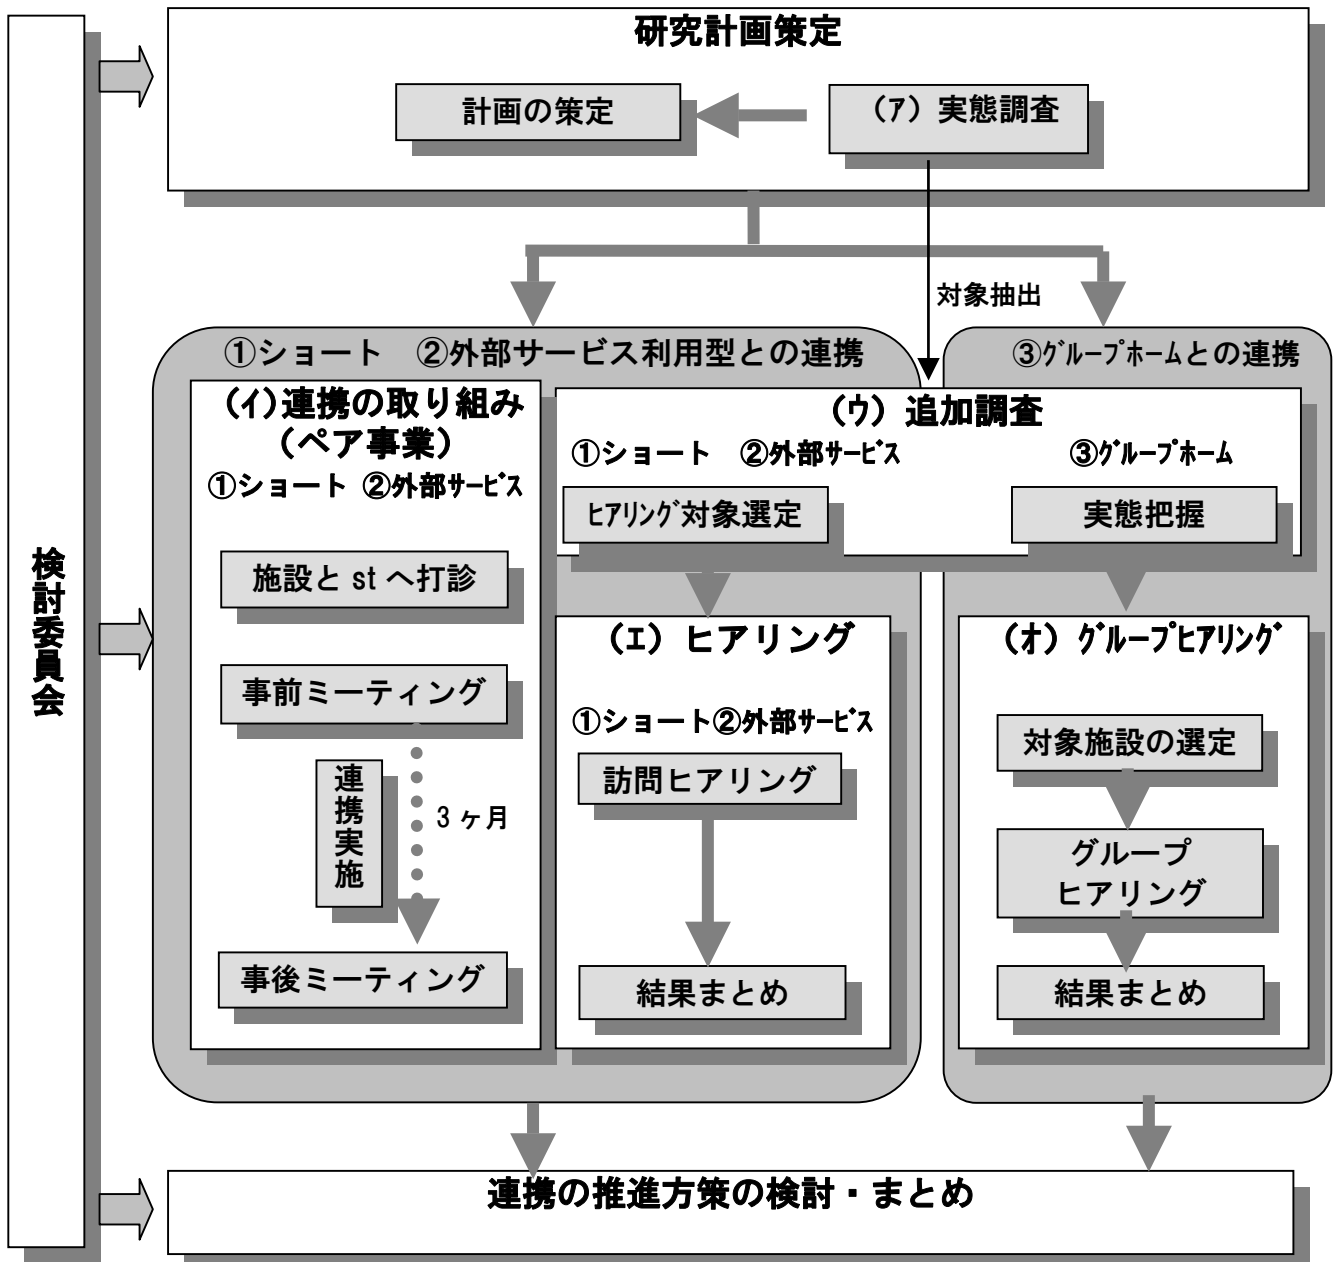 検討委員会
研究計画策定
計画の策定
（ｱ）実態調査
対象抽出
①ショート　②外部サービス利用型との連携
③ｸﾞﾙｰﾌﾟﾎｰﾑとの連携
（ｲ）連携の取り組み
（ペア事業）
①ショート ②外部ｻｰﾋﾞｽ
施設と st へ打診
事前ミーティング
連携実施
3 ヶ月
事後ミーティング
（ｳ）追加調査
①ショート　②外部ｻｰﾋﾞｽ
③ｸﾞﾙｰﾌﾟﾎｰﾑ
ﾋｱﾘﾝｸﾞ対象選定
実態把握
（ｴ）ヒアリング
①ショート②外部ｻｰﾋﾞｽ
訪問ヒアリング
結果まとめ
（ｵ）ｸﾞﾙｰﾌﾟﾋｱﾘﾝｸﾞ
対象施設の選定
グループ
ヒアリング
結果まとめ
連携の推進方策の検討・まとめ